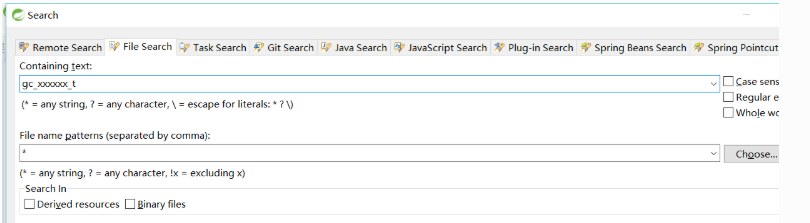 Search
Remote Search File Search Task Search Git Search Java Search JavaScript Search Plug-in Search Spring Beans Search Spring Pointcut
Containing text:
gc_xxxxxx_t
Case sens
(* = any string, ? = any character, \ = escape for literals: * ? \)
Regular e
Whole wo
File name patterns (separated by comma):
*
Choose...
(* = any string, ? = any character, !x = excluding x)
Search In
Derived resources Binary files